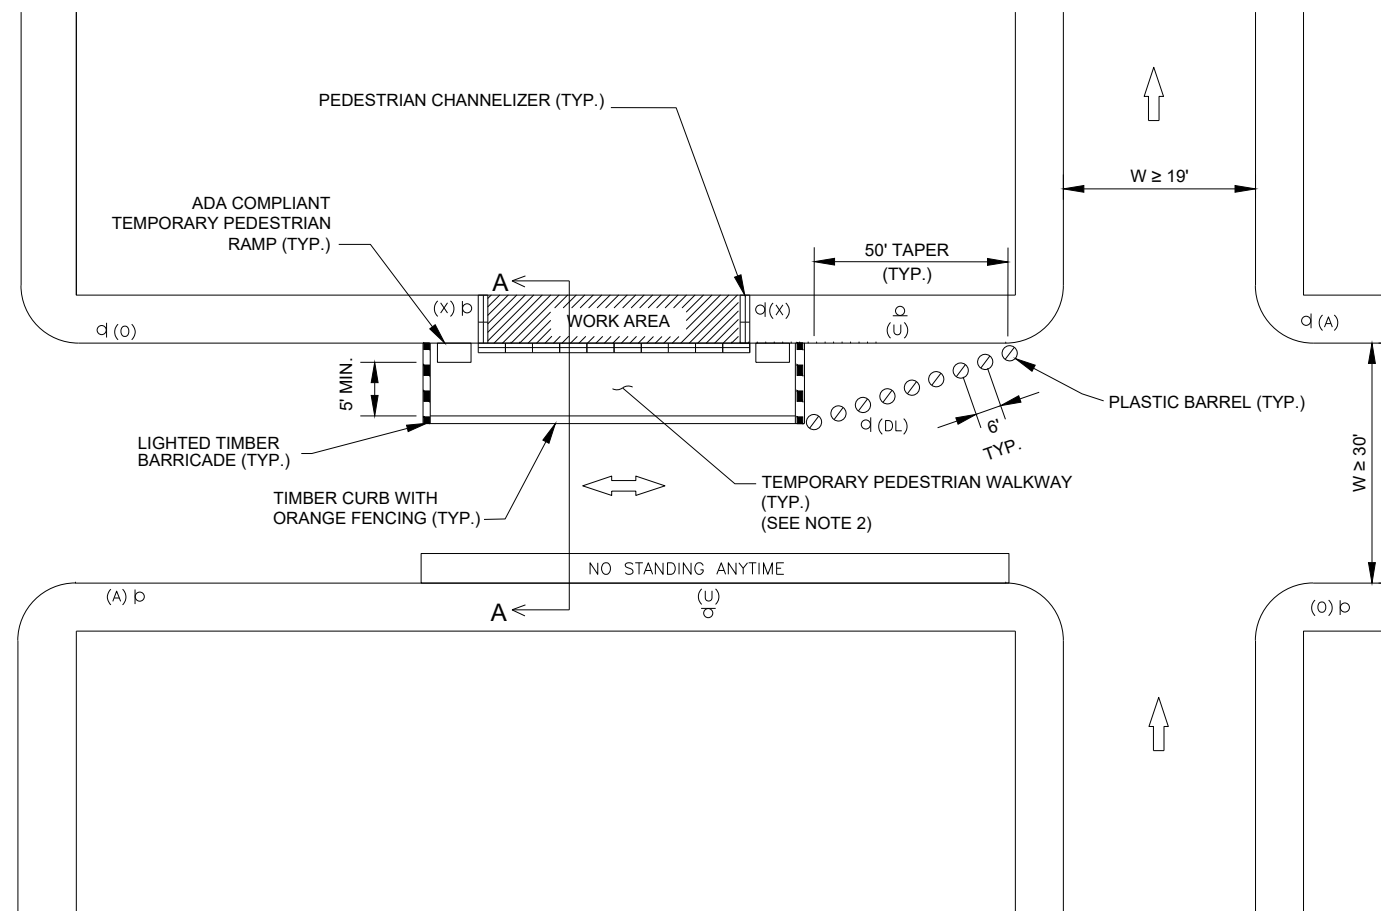 PEDESTRIAN CHANNELIZER (TYP.)
W ≥ 19'
ADA COMPLIANT
TEMPORARY PEDESTRIAN
RAMP (TYP.)
50' TAPER
(TYP.)
A
(X)
WORK AREA
(X)
(U)
(O)
(A)
5' MIN.
PLASTIC BARREL (TYP.)
(DL)
6'
TYP.
LIGHTED TIMBER
BARRICADE (TYP.)
W ≥ 30'
TIMBER CURB WITH
ORANGE FENCING (TYP.)
TEMPORARY PEDESTRIAN WALKWAY
(TYP.)
(SEE NOTE 2)
NO STANDING ANYTIME
(A)
A
(U)
(O)